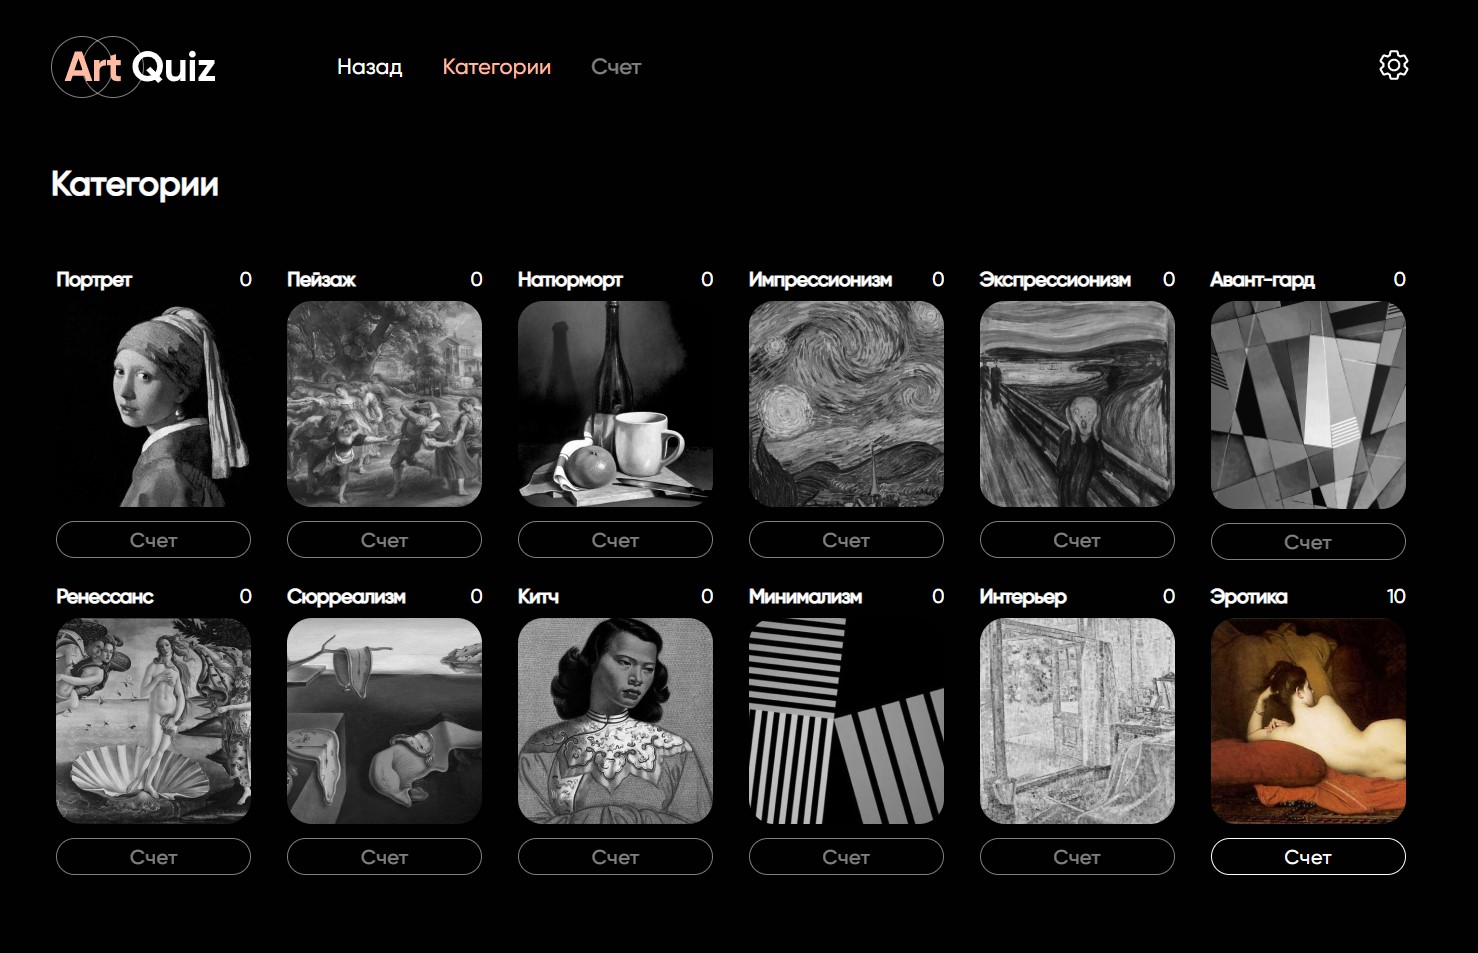 Art Quiz
Назад Категории Счет
Категории
Портрет 0 Пейзаж 0 Натюрморт 0 Импрессионизм 0 Экспрессионизм 0 Авант-гард 0
Счет Счет Счет Счет Счет Счет
Ренессанс 0 Сюрреализм 0 Китч 0 Минимализм 0 Интерьер 0 Эротика 10
Счет Счет Счет Счет Счет Счет